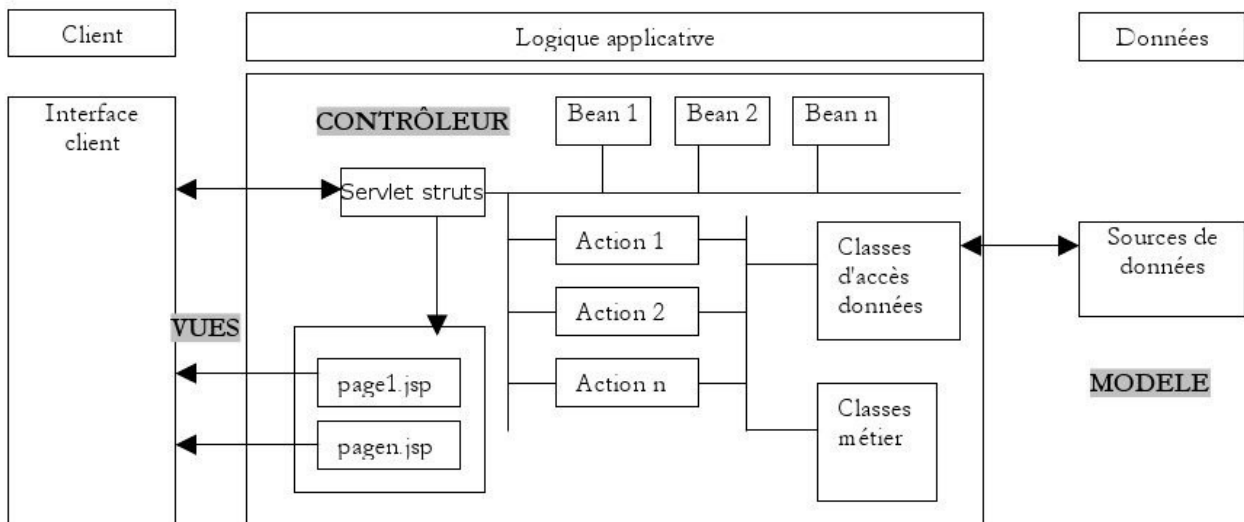 Client
Logique applicative
Données
Interface
client
CONTRÔLEUR
Bean 1
Bean 2
Bean n
Servlet struts
Action 1
Action 2
Action n
Classes
d'accès
données
Sources de
données
VUES
page1.jsp
pagen.jsp
Classes
métier
MODELE